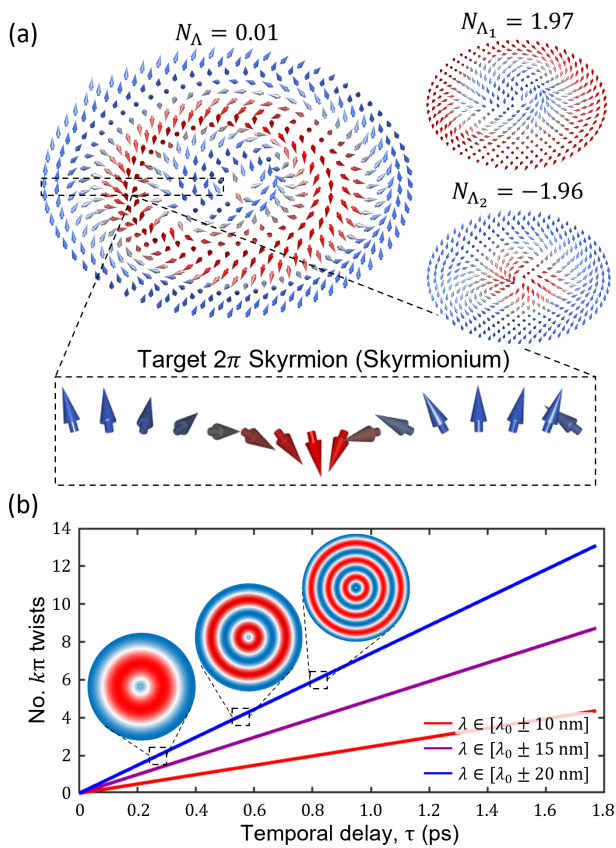 (a)
N_Λ = 0.01
N_Λ₁ = 1.97
N_Λ₂ = −1.96
Target 2π Skyrmion (Skyrmionium)
(b)
14
12
10
8
6
4
2
0
No. kπ twists
λ ∈ [λ₀ ± 10 nm]
λ ∈ [λ₀ ± 15 nm]
λ ∈ [λ₀ ± 20 nm]
0 0.2 0.4 0.6 0.8 1.0 1.2 1.4 1.6 1.8
Temporal delay, τ (ps)